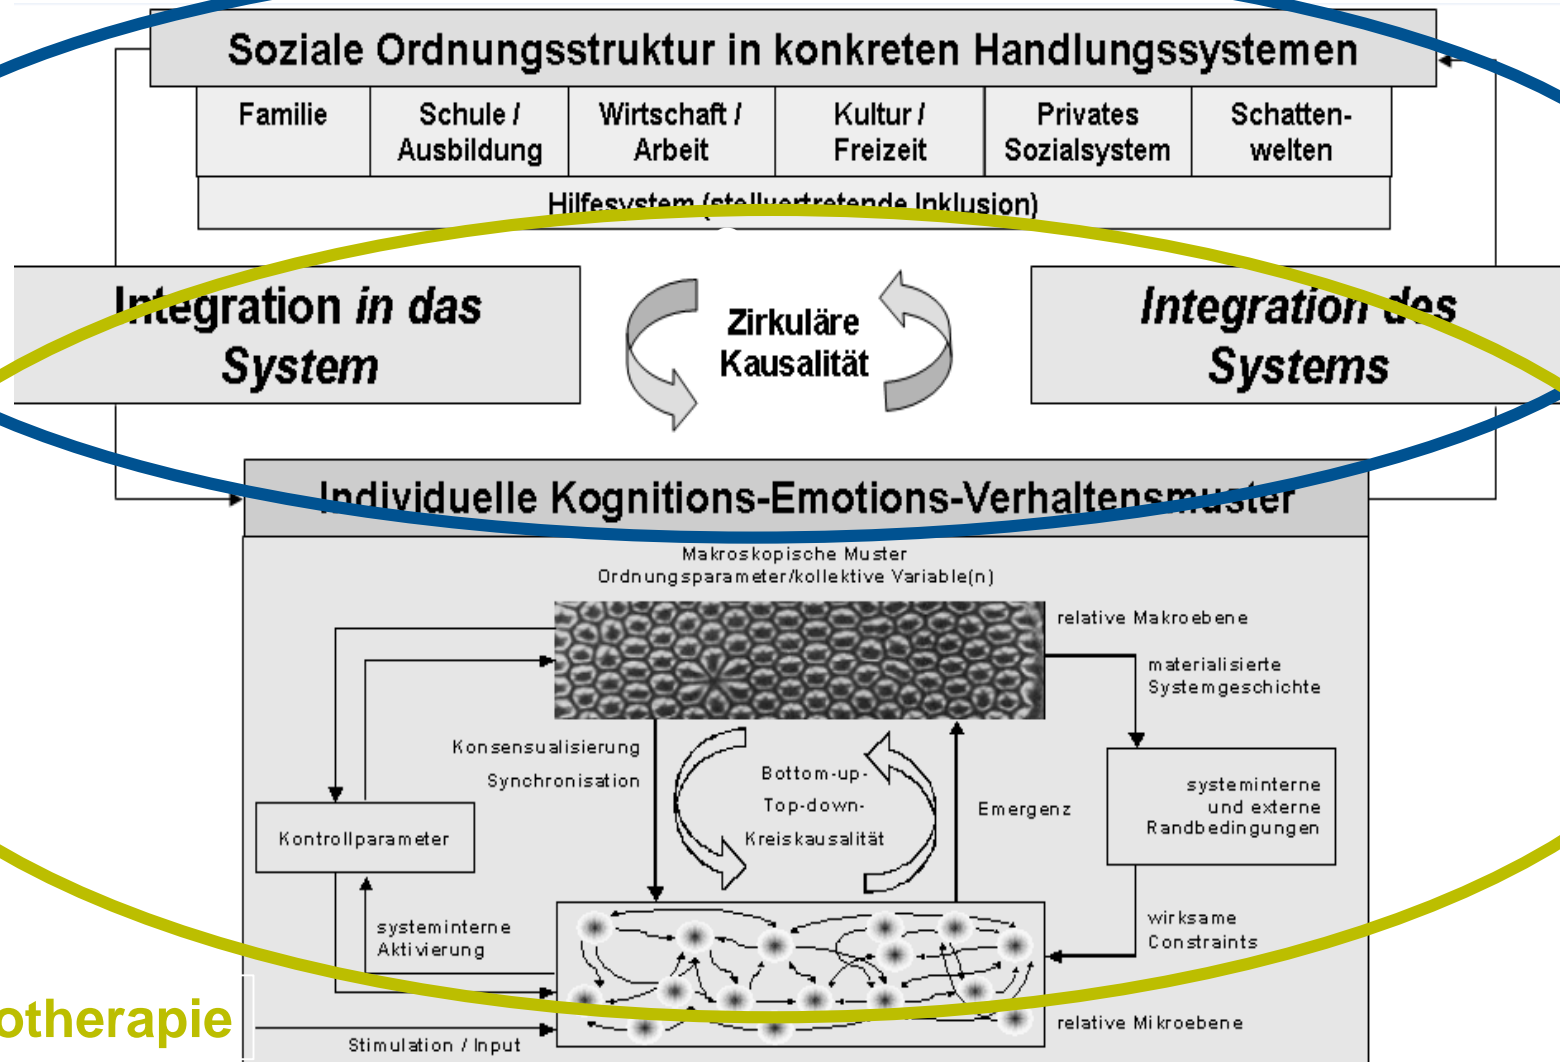 Soziale Ordnungsstruktur in konkreten Handlungssystemen
Familie
Schule /
Ausbildung
Wirtschaft /
Arbeit
Kultur /
Freizeit
Privates
Sozialsystem
Schatten-
welten
Hilfesystem (stellvertretende Inklusion)
Integration in das
System
Zirkuläre
Kausalität
Integration des
Systems
Individuelle Kognitions-Emotions-Verhaltensmuster
Makroskopische Muster
Ordnungsparameter/kollektive Variable(n)
relative Makroebene
materialisierte
Systemgeschichte
Konsensualisierung
Synchronisation
Bottom-up-
Top-down-
Kreiskausalität
Emergenz
systeminterne
und externe
Randbedingungen
Kontrollparameter
systeminterne
Aktivierung
wirksame
Constraints
otherapie
relative Mikroebene
Stimulation / Input